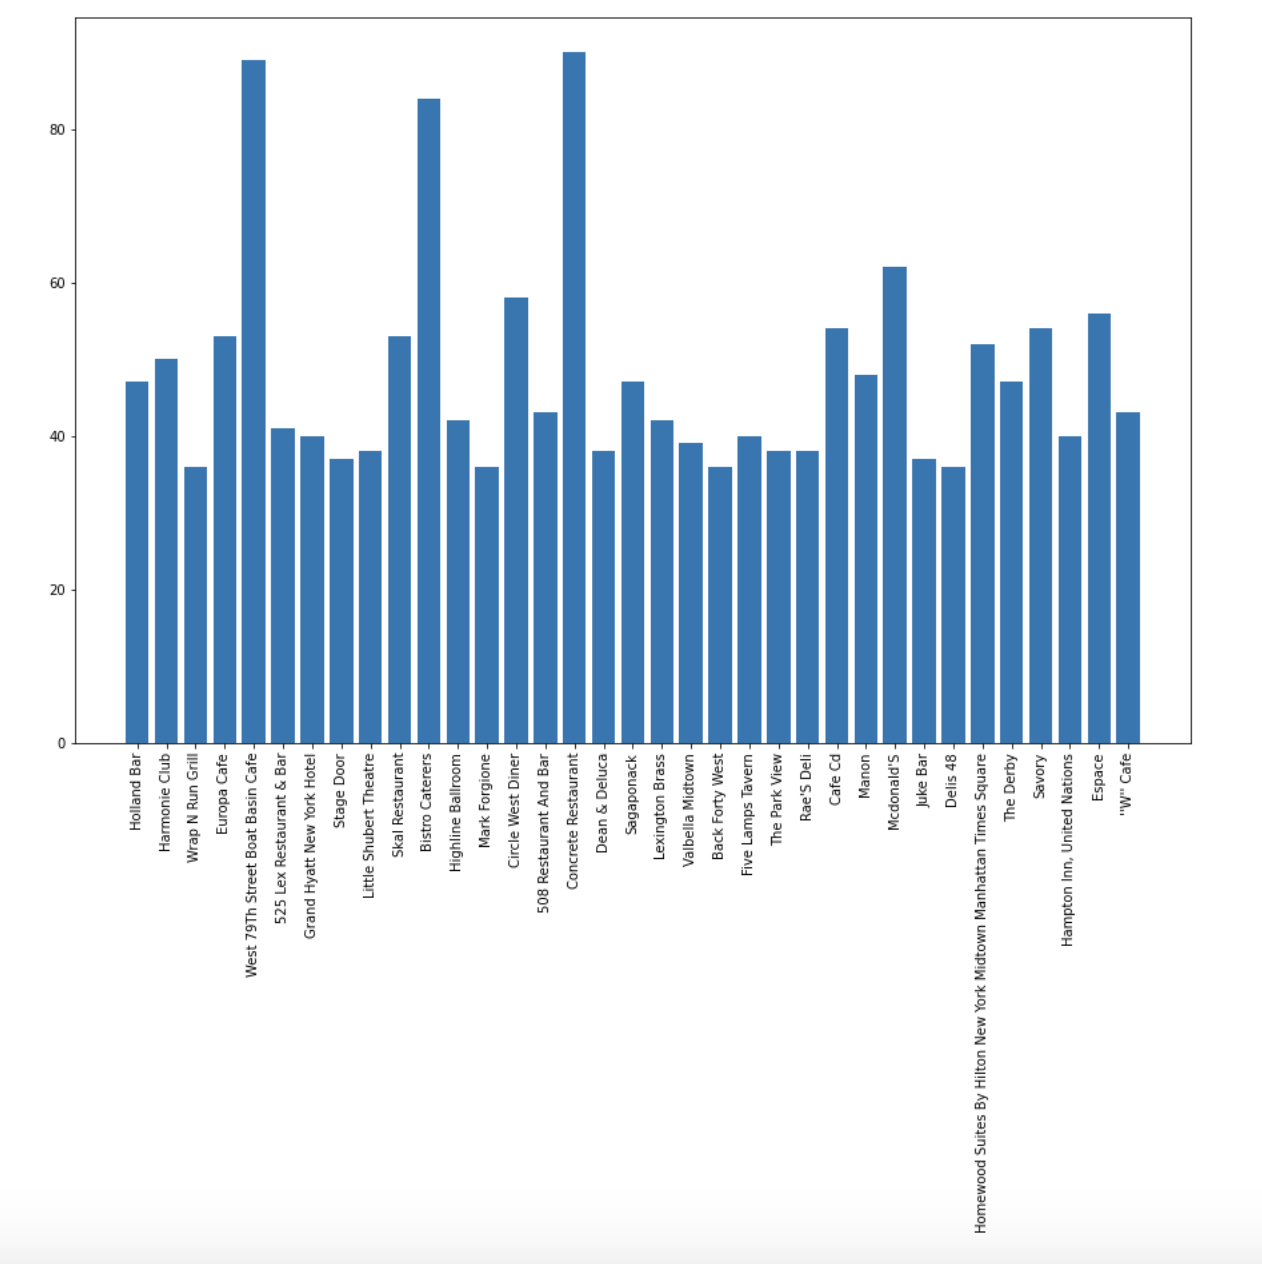 80
60
40
20
0
Holland Bar
Harmonie Club
Wrap N Run Grill
Europa Cafe
West 79Th Street Boat Basin Cafe
525 Lex Restaurant & Bar
Grand Hyatt New York Hotel
Stage Door
Little Shubert Theatre
Skal Restaurant
Bistro Caterers
Highline Ballroom
Mark Forgione
Circle West Diner
508 Restaurant And Bar
Concrete Restaurant
Dean & Deluca
Sagaponack
Lexington Brass
Valbella Midtown
Back Forty West
Five Lamps Tavern
The Park View
Rae'S Deli
Cafe Cd
Manon
Mcdonald'S
Juke Bar
Delis 48
Homewood Suites By Hilton New York Midtown Manhattan Times Square
The Derby
Savory
Hampton Inn, United Nations
Espace
''W'' Cafe